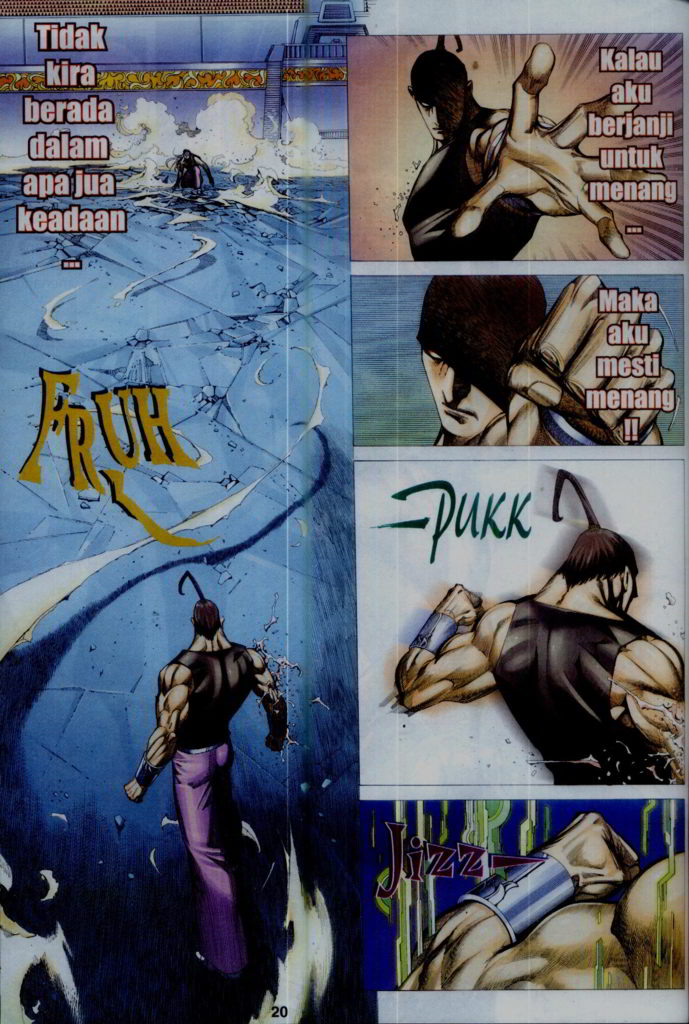 Tidak
kira
berada
dalam
apa jua
keadaan
...
FRUH
Kalau
aku
berjanji
untuk
menang
...
Maka
aku
mesti
menang
!!
PUKK
Jizz
20